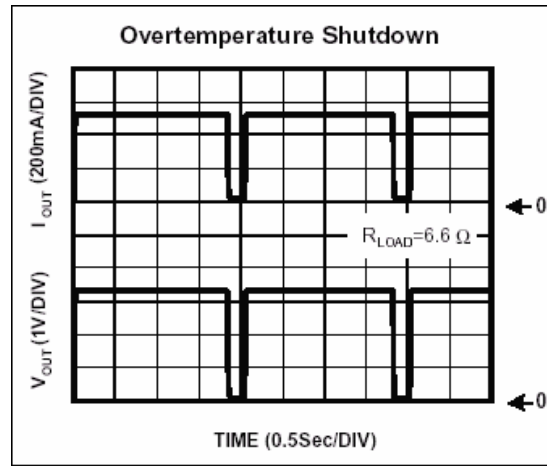 Overtemperature Shutdown
I_OUT (200mA/DIV)
0
R_LOAD=6.6 Ω
V_OUT (1V/DIV)
0
TIME (0.5Sec/DIV)